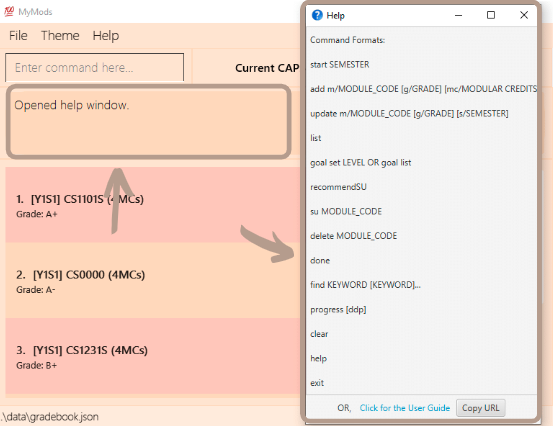 💯 MyMods
File Theme Help
Enter command here...
Current CAP
Opened help window.
1. [Y1S1] CS1101S (4MCs)
Grade: A+
2. [Y1S1] CS0000 (4MCs)
Grade: A-
3. [Y1S1] CS1231S (4MCs)
Grade: B+
.\data\gradebook.json
Help
Command Formats:
start SEMESTER
add m/MODULE_CODE [g/GRADE] [mc/MODULAR CREDITS
update m/MODULE_CODE [g/GRADE] [s/SEMESTER]
list
goal set LEVEL OR goal list
recommendSU
su MODULE_CODE
delete MODULE_CODE
done
find KEYWORD [KEYWORD]...
progress [ddp]
clear
help
exit
OR, Click for the User Guide Copy URL